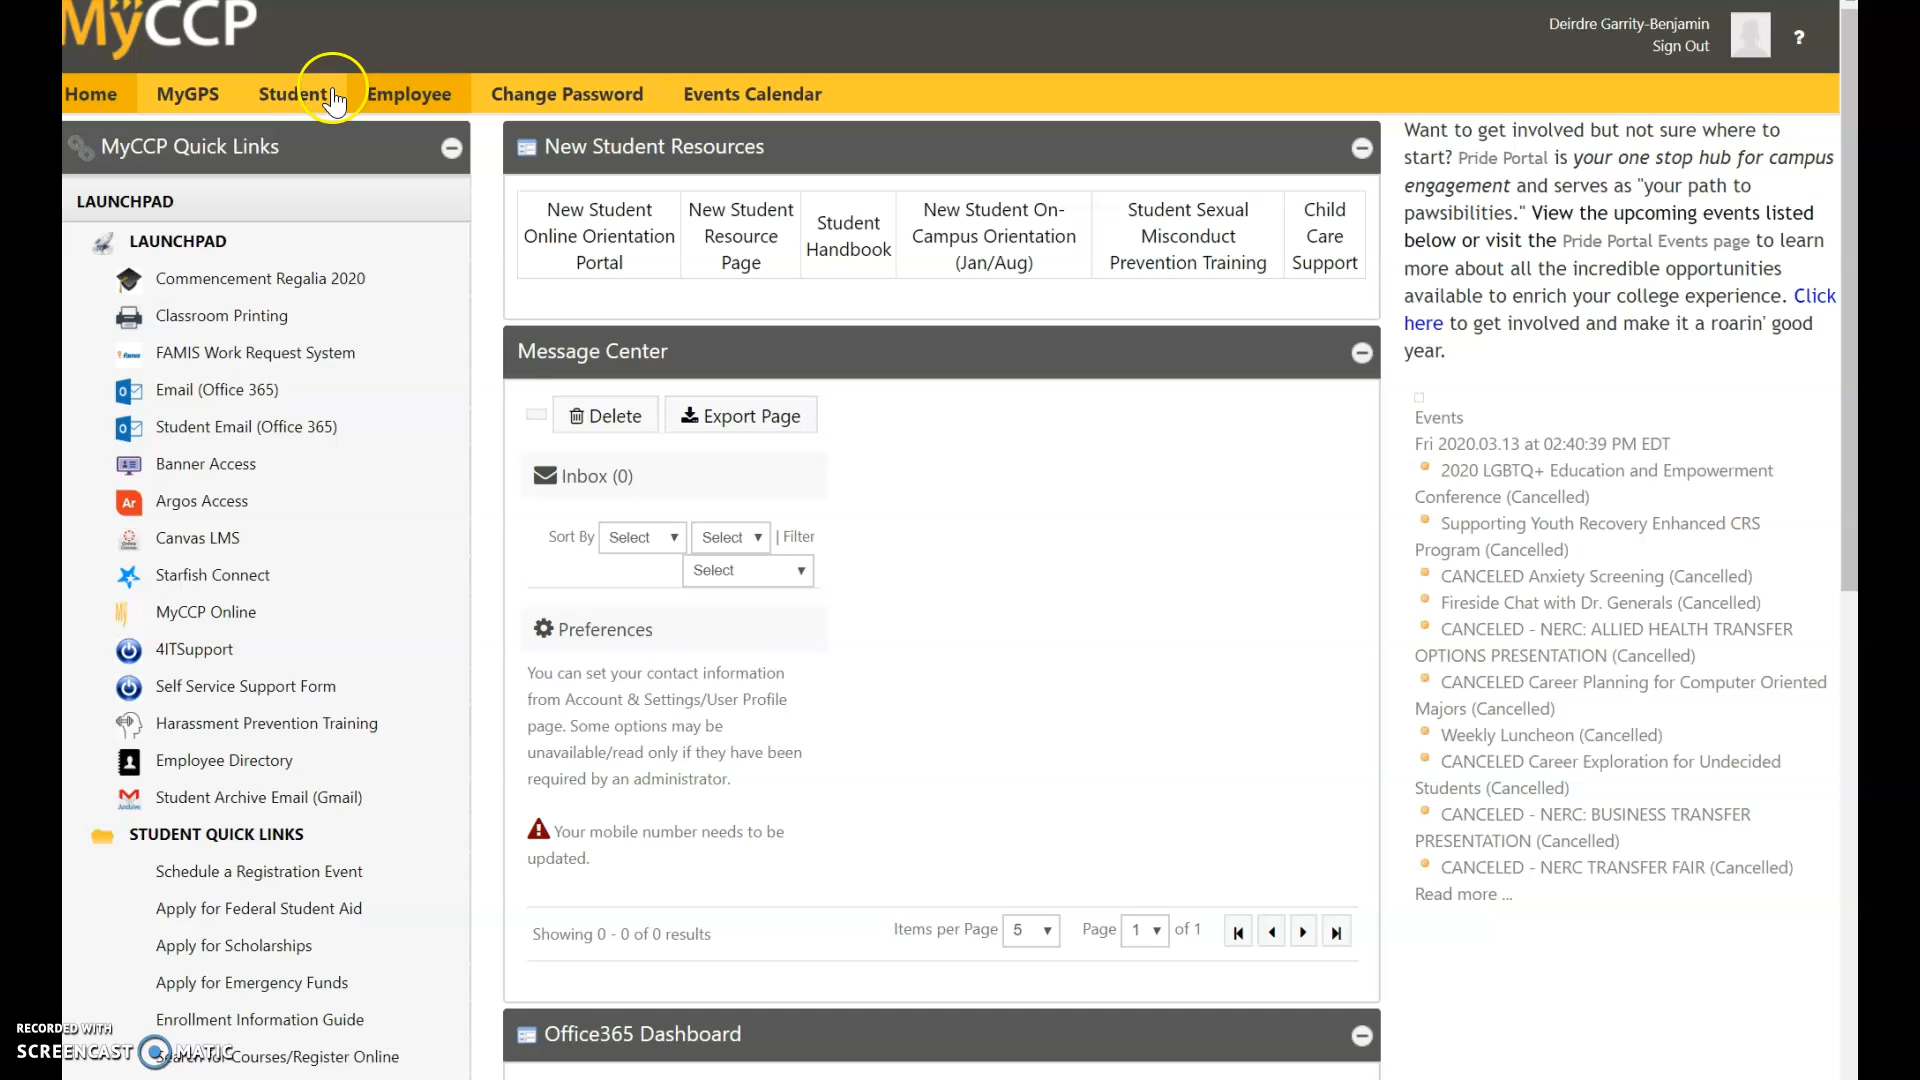 MyCCP
Deirdre Garrity-Benjamin
Sign Out
?
Home MyGPS Student Employee Change Password Events Calendar
MyCCP Quick Links
LAUNCHPAD
LAUNCHPAD
Commencement Regalia 2020
Classroom Printing
FAMIS Work Request System
Email (Office 365)
Student Email (Office 365)
Banner Access
Ar Argos Access
Canvas LMS
Starfish Connect
MyCCP Online
4ITSupport
Self Service Support Form
Harassment Prevention Training
Employee Directory
Student Archive Email (Gmail)
STUDENT QUICK LINKS
Schedule a Registration Event
Apply for Federal Student Aid
Apply for Scholarships
Apply for Emergency Funds
Enrollment Information Guide
Search for Courses/Register Online
New Student Resources
New Student
Online Orientation
Portal
New Student
Resource
Page
Student
Handbook
New Student On-
Campus Orientation
(Jan/Aug)
Student Sexual
Misconduct
Prevention Training
Child
Care
Support
Message Center
Delete Export Page
Inbox (0)
Sort By Select Select | Filter
Select
Preferences
You can set your contact information
from Account & Settings/User Profile
page. Some options may be
unavailable/read only if they have been
required by an administrator.
Your mobile number needs to be
updated.
Showing 0 - 0 of 0 results Items per Page 5 Page 1 of 1
Office365 Dashboard
Want to get involved but not sure where to
start? Pride Portal is your one stop hub for campus
engagement and serves as "your path to
pawsibilities." View the upcoming events listed
below or visit the Pride Portal Events page to learn
more about all the incredible opportunities
available to enrich your college experience. Click
here to get involved and make it a roarin' good
year.
Events
Fri 2020.03.13 at 02:40:39 PM EDT
2020 LGBTQ+ Education and Empowerment
Conference (Cancelled)
Supporting Youth Recovery Enhanced CRS
Program (Cancelled)
CANCELED Anxiety Screening (Cancelled)
Fireside Chat with Dr. Generals (Cancelled)
CANCELED - NERC: ALLIED HEALTH TRANSFER
OPTIONS PRESENTATION (Cancelled)
CANCELED Career Planning for Computer Oriented
Majors (Cancelled)
Weekly Luncheon (Cancelled)
CANCELED Career Exploration for Undecided
Students (Cancelled)
CANCELED - NERC: BUSINESS TRANSFER
PRESENTATION (Cancelled)
CANCELED - NERC TRANSFER FAIR (Cancelled)
Read more ...
RECORDED WITH
SCREENCAST MATIC